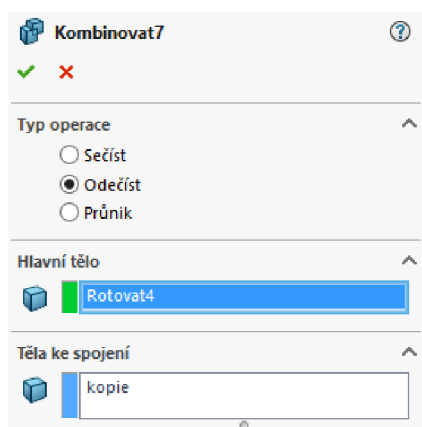 Kombinovat7
Typ operace
Sečíst
Odečíst
Průnik
Hlavní tělo
Rotovat4
Těla ke spojení
kopie